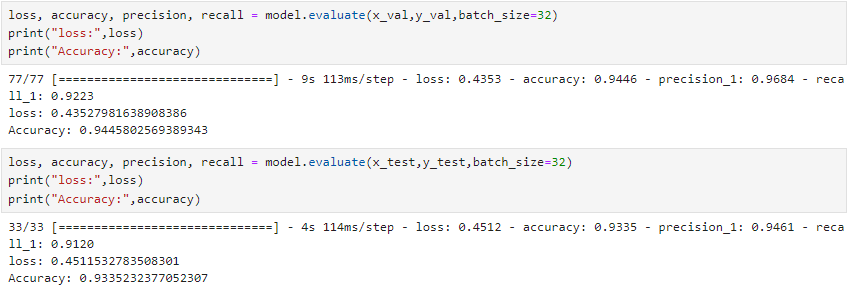 loss, accuracy, precision, recall = model.evaluate(x_val,y_val,batch_size=32)
print("loss:",loss)
print("Accuracy:",accuracy)
77/77 [==============================] - 9s 113ms/step - loss: 0.4353 - accuracy: 0.9446 - precision_1: 0.9684 - reca
ll_1: 0.9223
loss: 0.43527981638908386
Accuracy: 0.9445802569389343
loss, accuracy, precision, recall = model.evaluate(x_test,y_test,batch_size=32)
print("loss:",loss)
print("Accuracy:",accuracy)
33/33 [==============================] - 4s 114ms/step - loss: 0.4512 - accuracy: 0.9335 - precision_1: 0.9461 - reca
ll_1: 0.9120
loss: 0.4511532783508301
Accuracy: 0.9335232377052307